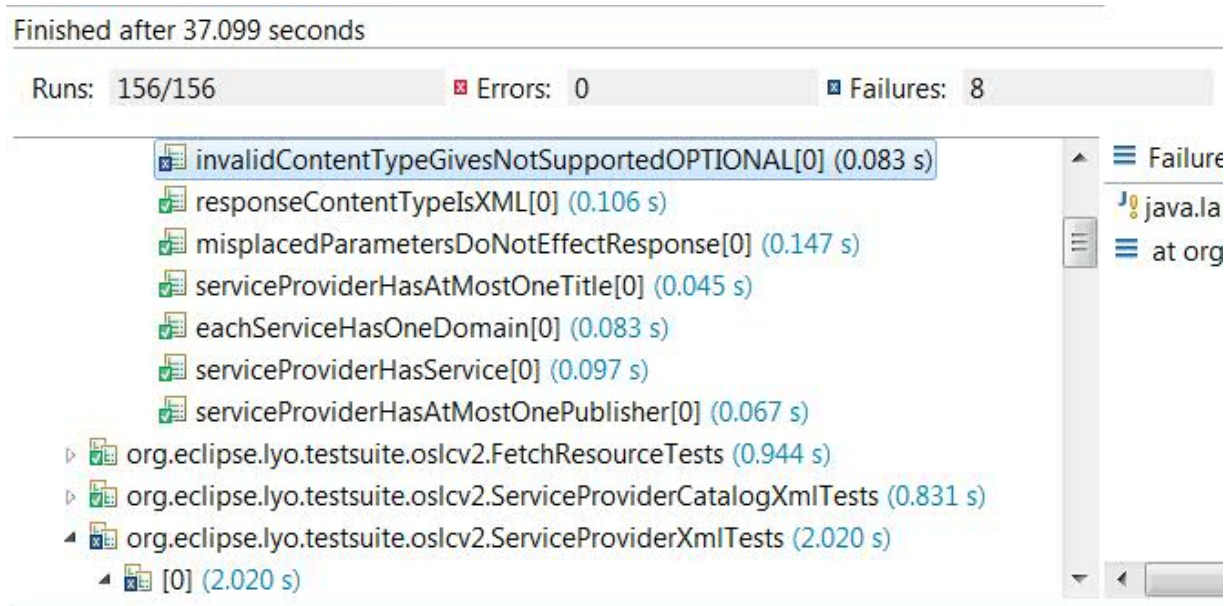 Finished after 37.099 seconds
Runs: 156/156 Errors: 0 Failures: 8
invalidContentTypeGivesNotSupportedOPTIONAL[0] (0.083 s)
responseContentTypeIsXML[0] (0.106 s)
misplacedParametersDoNotEffectResponse[0] (0.147 s)
serviceProviderHasAtMostOneTitle[0] (0.045 s)
eachServiceHasOneDomain[0] (0.083 s)
serviceProviderHasService[0] (0.097 s)
serviceProviderHasAtMostOnePublisher[0] (0.067 s)
org.eclipse.lyo.testsuite.oslcv2.FetchResourceTests (0.944 s)
org.eclipse.lyo.testsuite.oslcv2.ServiceProviderCatalogXmlTests (0.831 s)
org.eclipse.lyo.testsuite.oslcv2.ServiceProviderXmlTests (2.020 s)
[0] (2.020 s)
Failure
java.la
at org